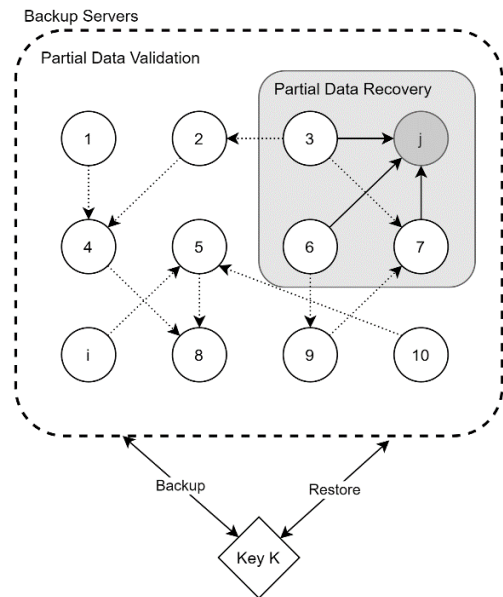 Backup Servers
Partial Data Validation
Partial Data Recovery
1
2
3
j
4
5
6
7
i
8
9
10
Backup
Restore
Key K